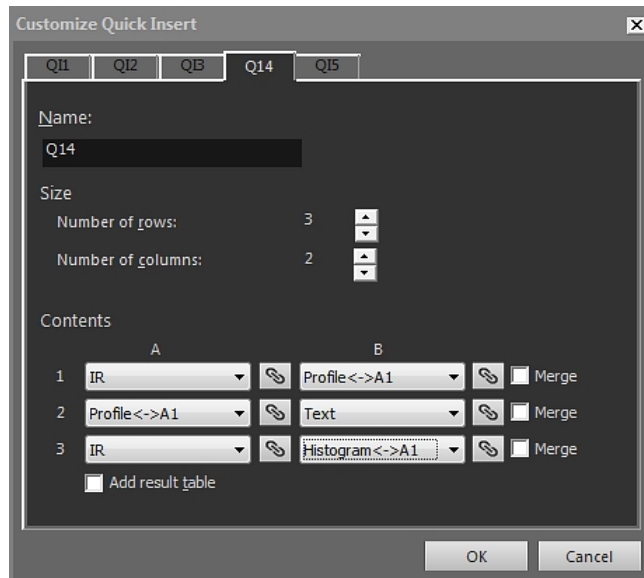 Customize Quick Insert
QI1 QI2 QI3 Q14 QI5
Name:
Q14
Size
Number of rows: 3
Number of columns: 2
Contents
A B
1 IR Profile<->A1 Merge
2 Profile<->A1 Text Merge
3 IR Histogram<->A1 Merge
Add result table
OK Cancel